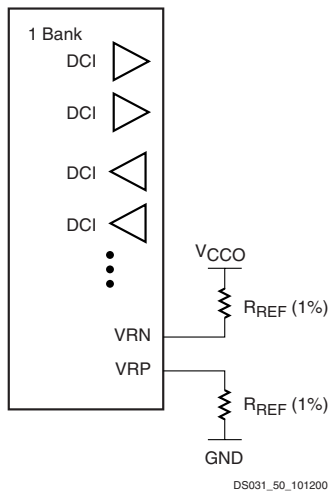 1 Bank
DCI
DCI
DCI
DCI
VCCO
RREF (1%)
VRN
VRP
RREF (1%)
GND
DS031_50_101200